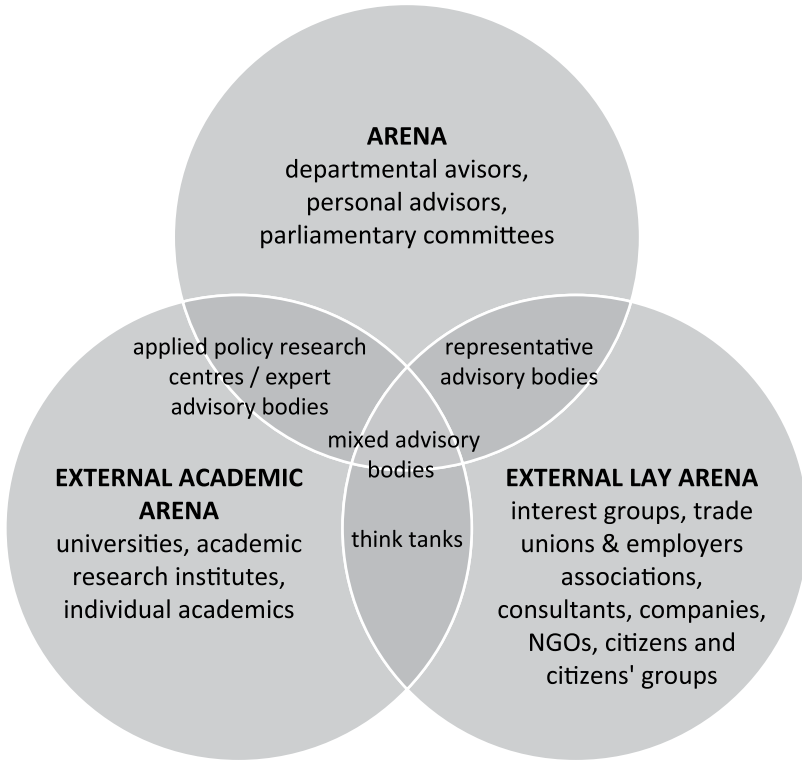 ARENA
departmental avisors,
personal advisors,
parliamentary committees
applied policy research
centres / expert
advisory bodies
representative
advisory bodies
mixed advisory
bodies
think tanks
EXTERNAL ACADEMIC
ARENA
universities, academic
research institutes,
individual academics
EXTERNAL LAY ARENA
interest groups, trade
unions & employers
associations,
consultants, companies,
NGOs, citizens and
citizens' groups